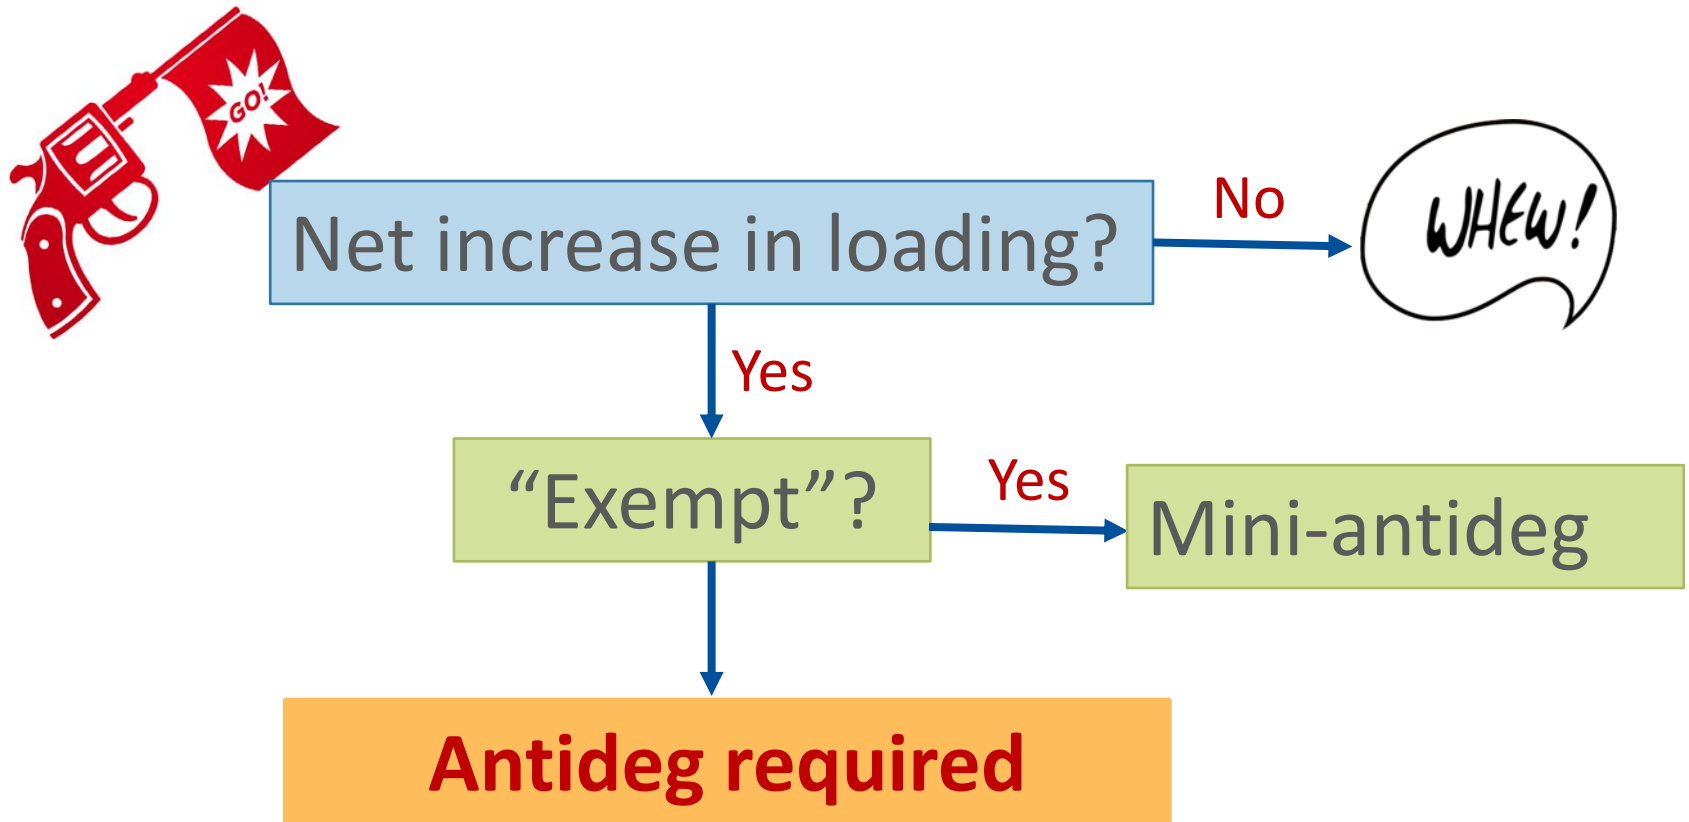 GO!
Net increase in loading?
No
WHEW!
Yes
“Exempt”?
Yes
Mini-antideg
Antideg required